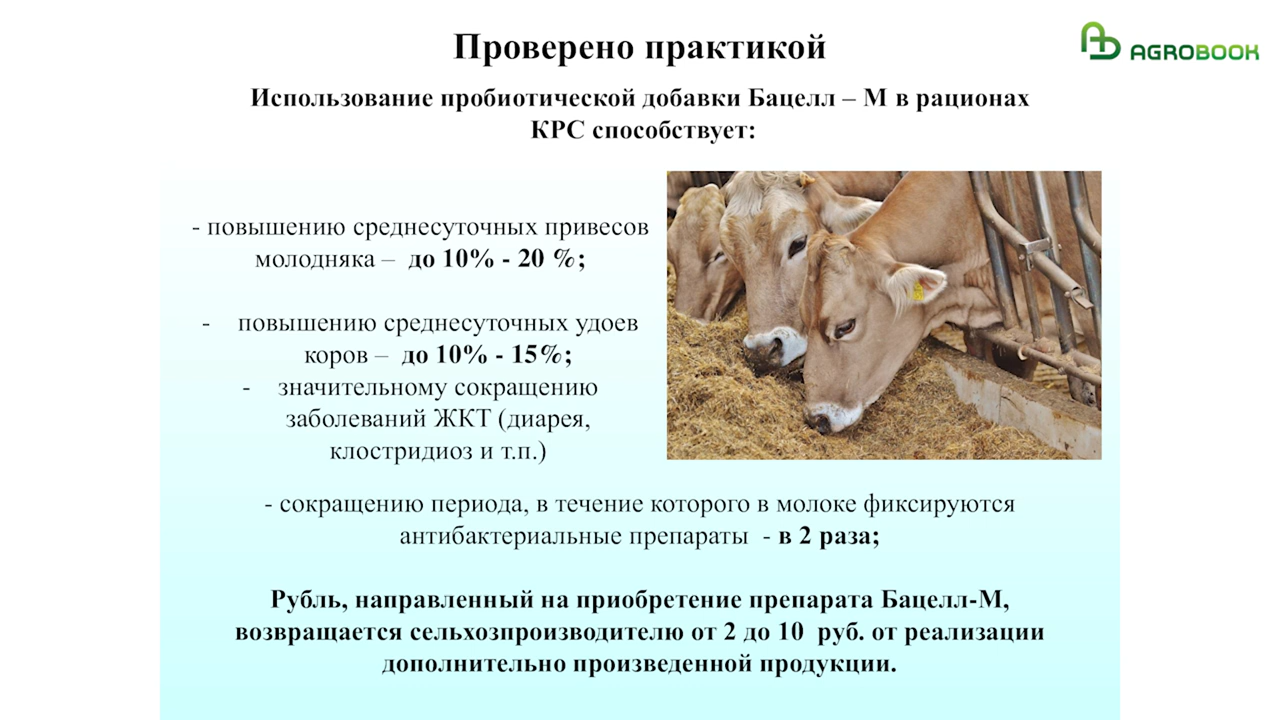 Проверено практикой
AGROBOOK
Использование пробиотической добавки Бацелл – М в рационах
КРС способствует:
- повышению среднесуточных привесов
молодняка – до 10% - 20 %;
- повышению среднесуточных удоев
коров – до 10% - 15%;
- значительному сокращению
заболеваний ЖКТ (диарея,
клостридиоз и т.п.)
- сокращению периода, в течение которого в молоке фиксируются
антибактериальные препараты - в 2 раза;
Рубль, направленный на приобретение препарата Бацелл-М,
возвращается сельхозпроизводителю от 2 до 10 руб. от реализации
дополнительно произведенной продукции.